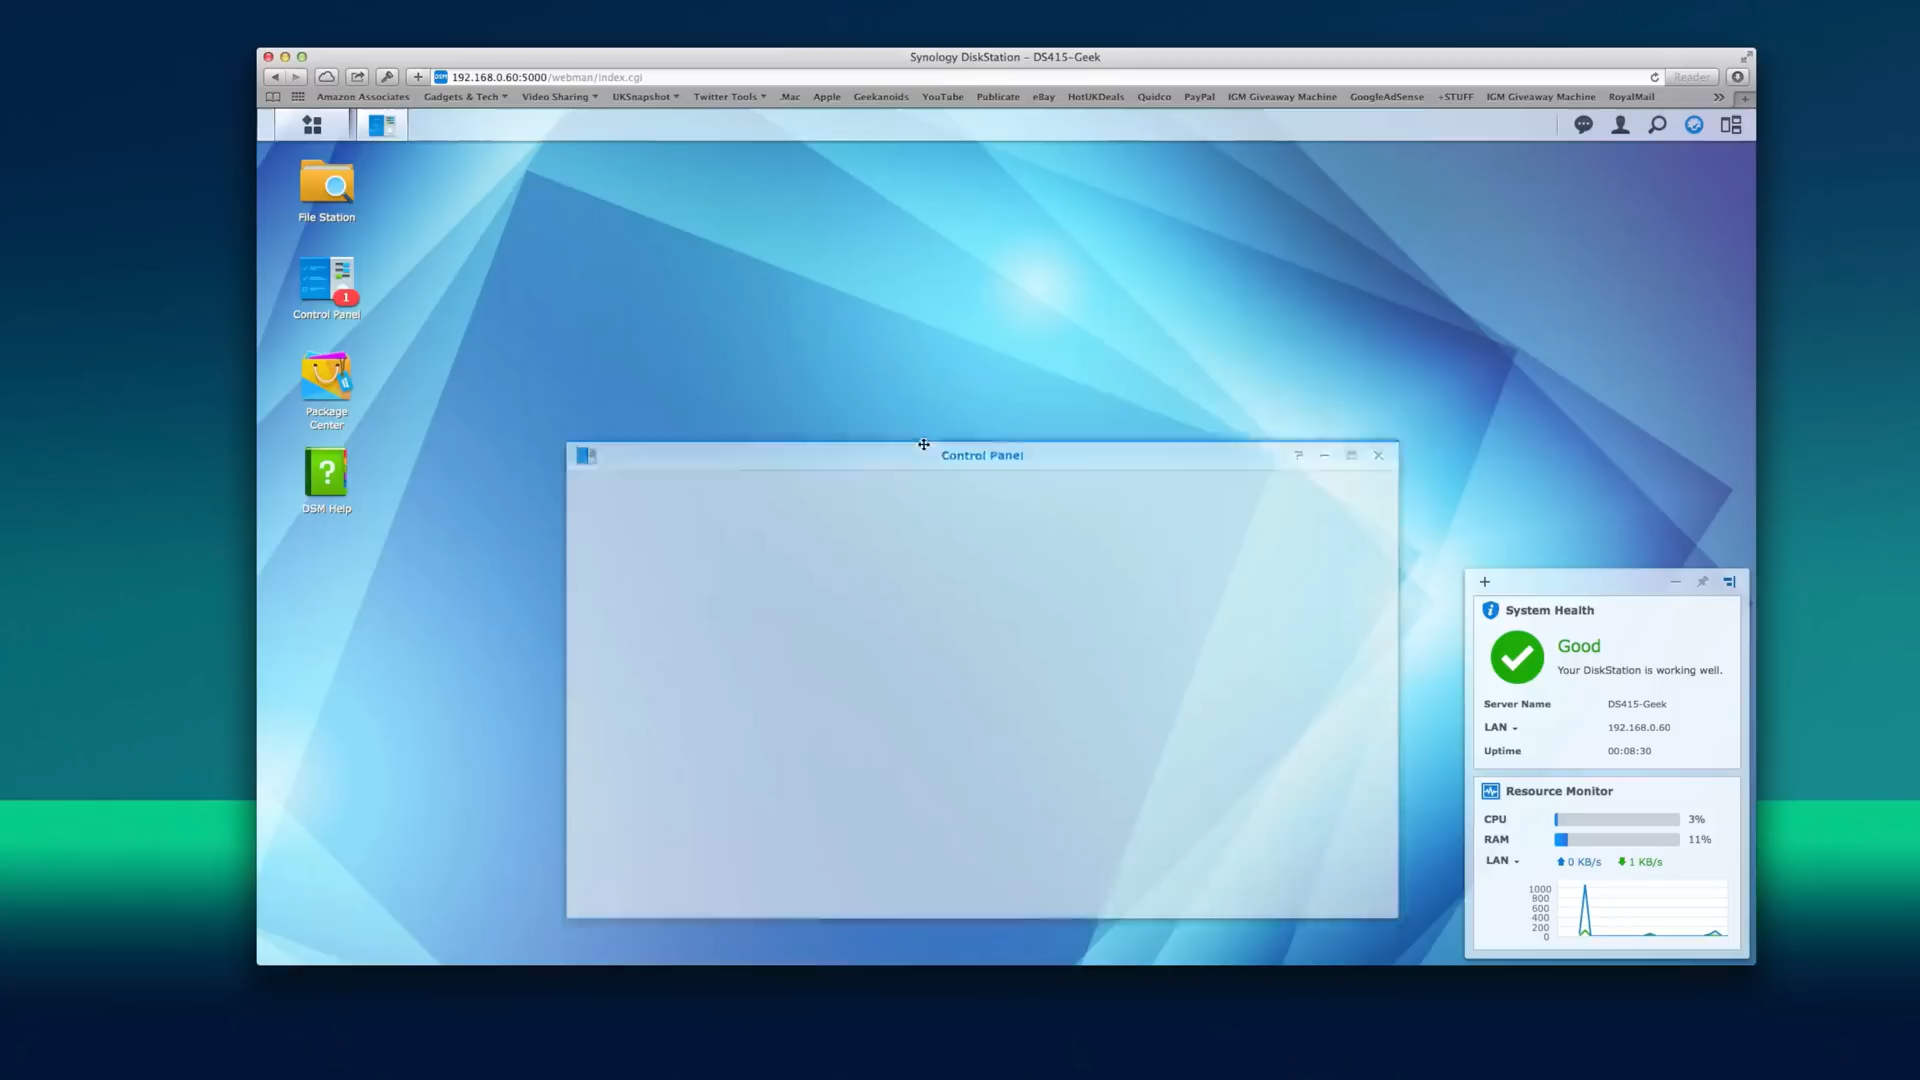 Synology DiskStation – DS415-Geek
DSM 192.168.0.60:5000/webman/index.cgi
Reader
Amazon Associates Gadgets & Tech Video Sharing UKSnapshot Twitter Tools .Mac Apple Geekanoids YouTube Publicate eBay HotUKDeals Quidco PayPal IGM Giveaway Machine GoogleAdSense +STUFF IGM Giveaway Machine RoyalMail
File Station
1
Control Panel
Package
Center
?
DSM Help
Control Panel
System Health
Good
Your DiskStation is working well.
Server Name DS415-Geek
LAN 192.168.0.60
Uptime 00:08:30
Resource Monitor
CPU 3%
RAM 11%
LAN 0 KB/s 1 KB/s
1000
800
600
400
200
0